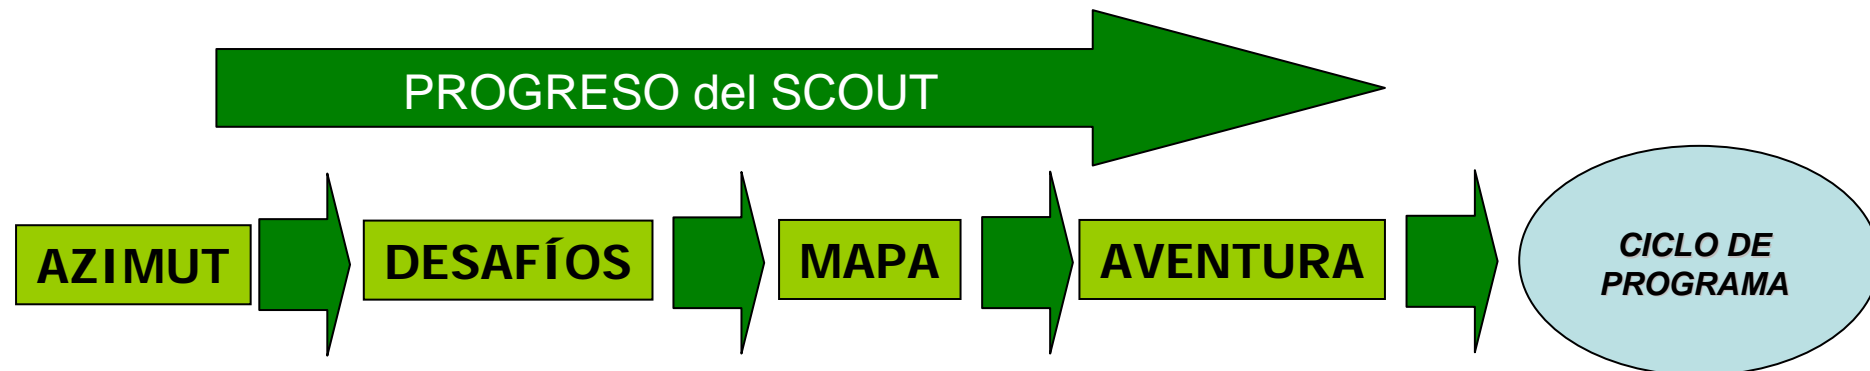 PROGRESO del SCOUT
AZIMUT
DESAFÍOS
MAPA
AVENTURA
CICLO DE
PROGRAMA